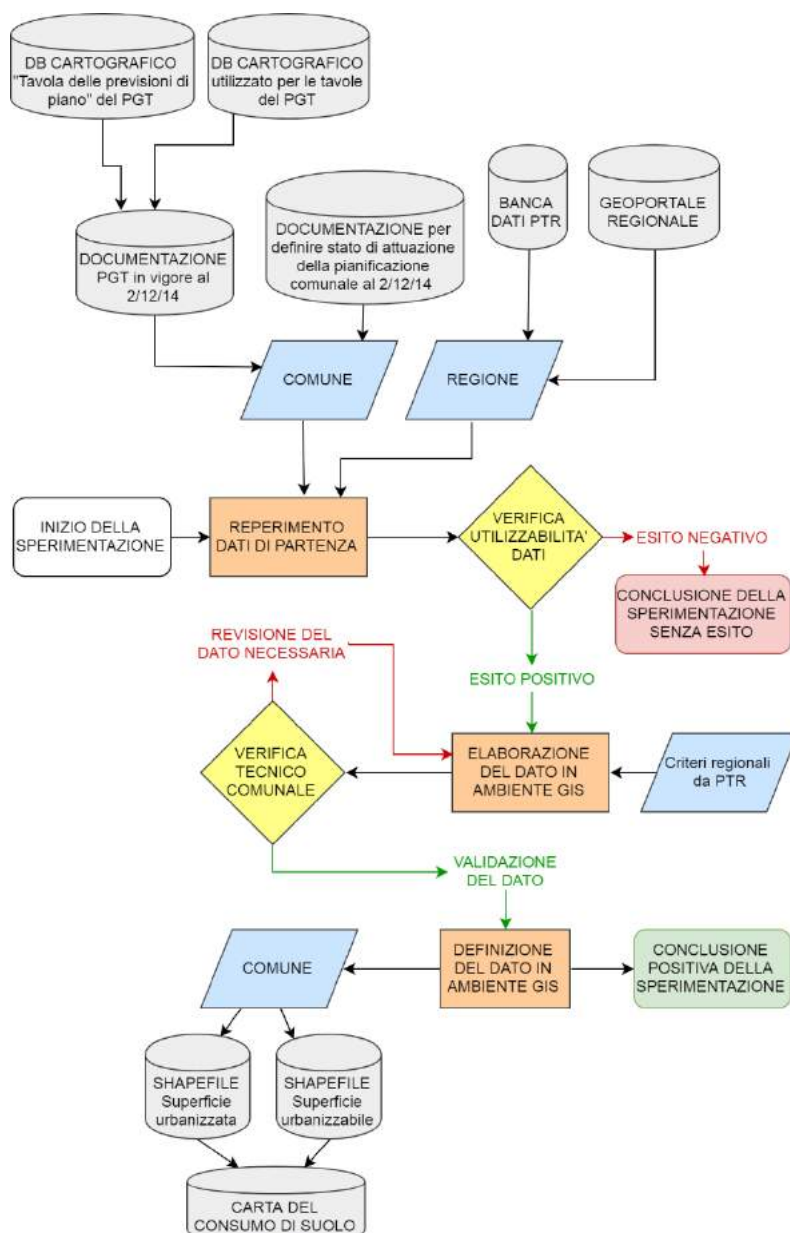 DB CARTOGRAFICO
"Tavola delle previsioni di
piano" del PGT
DB CARTOGRAFICO
utilizzato per le tavole
del PGT
DOCUMENTAZIONE
PGT in vigore al
2/12/14
DOCUMENTAZIONE per
definire stato di attuazione
della pianificazione
comunale al 2/12/14
BANCA
DATI PTR
GEOPORTALE
REGIONALE
COMUNE
REGIONE
INIZIO DELLA
SPERIMENTAZIONE
REPERIMENTO
DATI DI PARTENZA
VERIFICA
UTILIZZABILITA'
DATI
ESITO NEGATIVO
CONCLUSIONE DELLA
SPERIMENTAZIONE
SENZA ESITO
REVISIONE DEL
DATO NECESSARIA
ESITO POSITIVO
VERIFICA
TECNICO
COMUNALE
ELABORAZIONE
DEL DATO IN
AMBIENTE GIS
Criteri regionali
da PTR
VALIDAZIONE
DEL DATO
COMUNE
DEFINIZIONE
DEL DATO IN
AMBIENTE GIS
CONCLUSIONE
POSITIVA DELLA
SPERIMENTAZIONE
SHAPEFILE
Superficie
urbanizzata
SHAPEFILE
Superficie
urbanizzabile
CARTA DEL
CONSUMO DI SUOLO